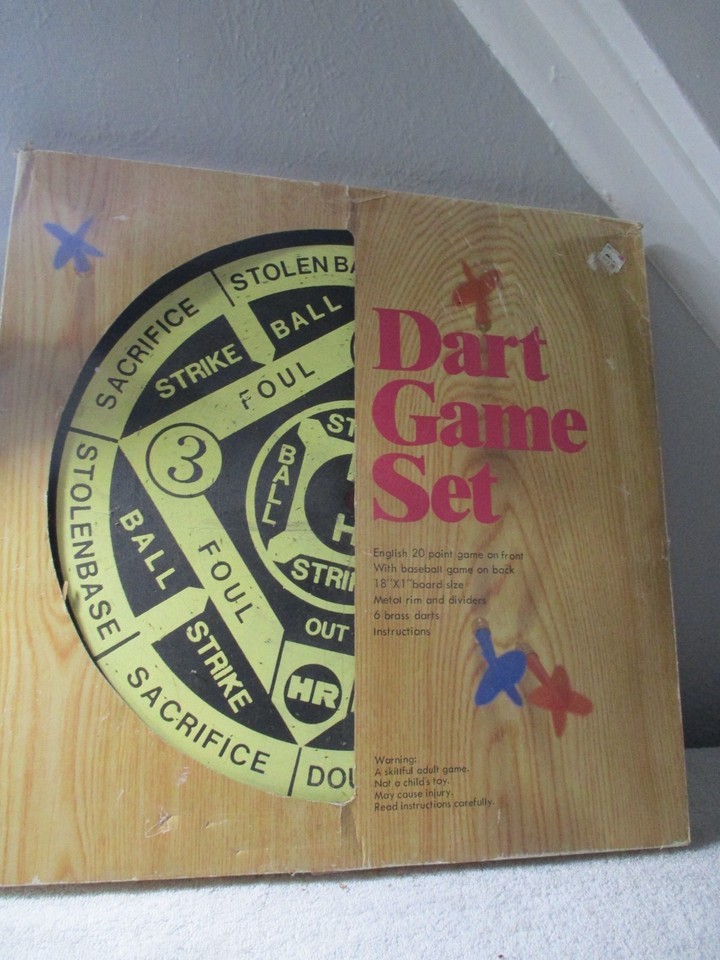 STOLEN BA
SACRIFICE
BALL
STRIKE
FOUL
3
ST
BALL
H
STRI
STOLENBASE
BALL
FOUL
OUT
STRIKE
HR
SACRIFICE
DOU
Dart
Game
Set
English 20 point game on front
With baseball game on back
18"X1" board size
Metal rim and dividers
6 brass darts
Instructions
Warning:
A skillful adult game.
Not a child's toy.
May cause injury.
Read instructions carefully.